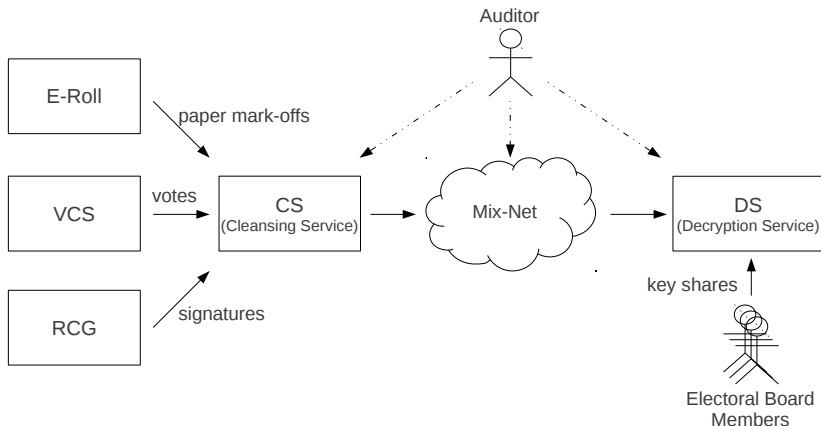 Auditor
E-Roll
paper mark-offs
VCS
votes
CS
(Cleansing Service)
Mix-Net
DS
(Decryption Service)
RCG
signatures
key shares
Electoral Board
Members